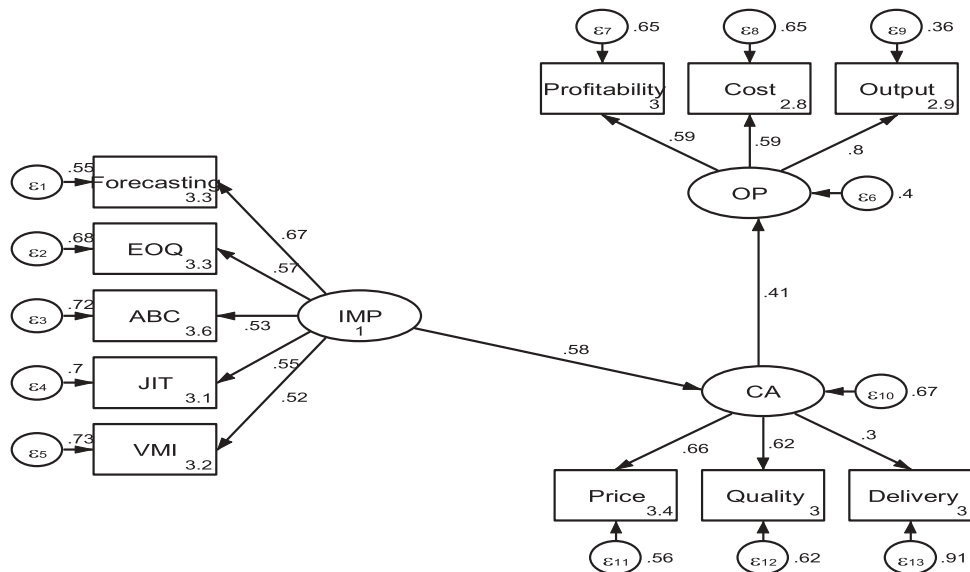 ε7 .65
ε8 .65
ε9 .36
Profitability 3
Cost 2.8
Output 2.9
.59
.59
.8
OP
ε6 .4
.41
ε1 .55
Forecasting 3.3
.67
ε2 .68
EOQ 3.3
.57
ε3 .72
ABC 3.6
.53
IMP
1
ε4 .7
JIT 3.1
.55
ε5 .73
VMI 3.2
.52
.58
CA
ε10 .67
.66
.62
.3
Price 3.4
Quality 3
Delivery 3
ε11 .56
ε12 .62
ε13 .91